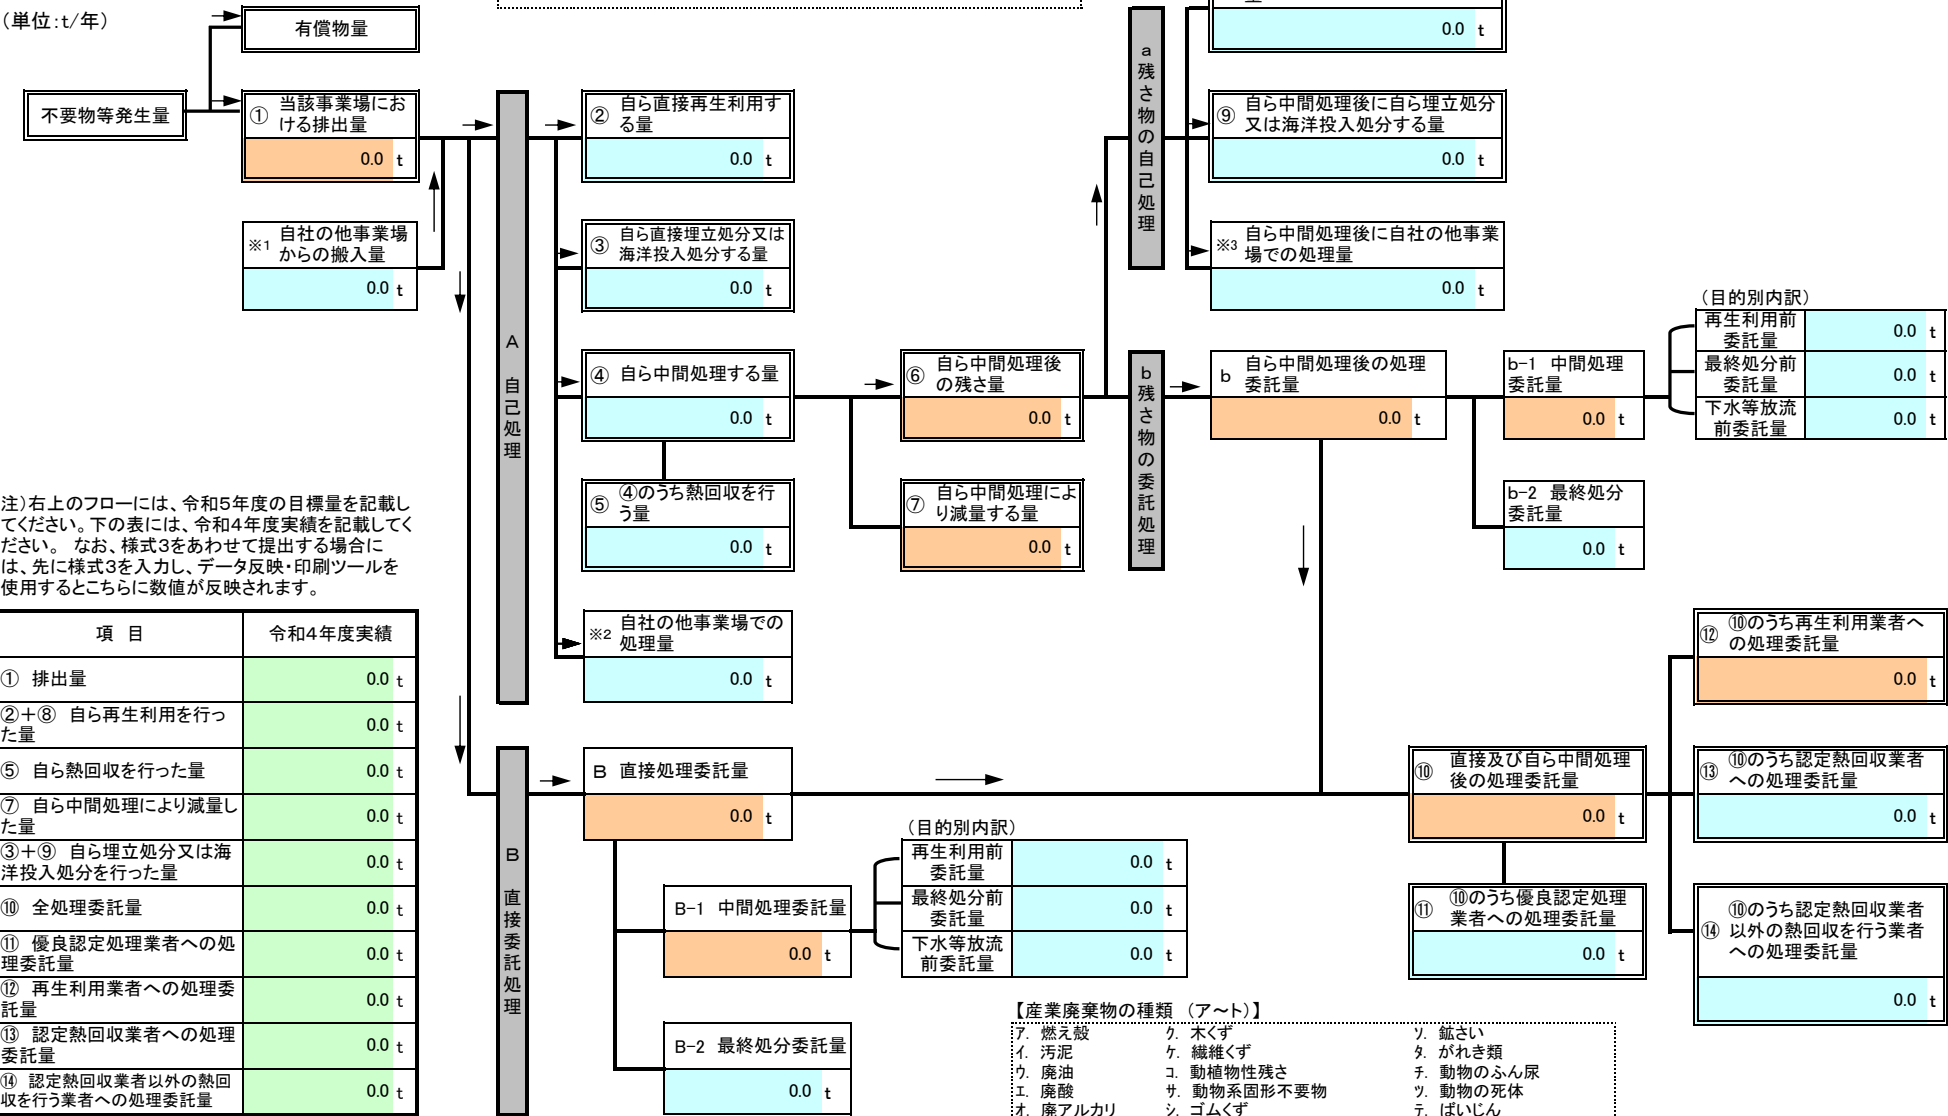 （単位：t/年）
有償物量
不要物等発生量
① 当該事業場にお
ける排出量
0.0 t
※1 自社の他事業場
からの搬入量
0.0 t
A 自己処理
② 自ら直接再生利用す
る量
0.0 t
③ 自ら直接埋立処分又は
海洋投入処分する量
0.0 t
④ 自ら中間処理する量
0.0 t
⑤ ④のうち熱回収を行
う量
0.0 t
※2 自社の他事業場での
処理量
0.0 t
⑥ 自ら中間処理後
の残さ量
0.0 t
⑦ 自ら中間処理によ
り減量する量
0.0 t
a 残さ物の自己処理
0.0 t
⑨ 自ら中間処理後に自ら埋立処分
又は海洋投入処分する量
0.0 t
※3 自ら中間処理後に自社の他事業
場での処理量
0.0 t
b 残さ物の委託処理
b 自ら中間処理後の処理
委託量
0.0 t
b-1 中間処理
委託量
0.0 t
（目的別内訳）
再生利用前
委託量
0.0 t
最終処分前
委託量
0.0 t
下水等放流
前委託量
0.0 t
b-2 最終処分
委託量
0.0 t
注）右上のフローには、令和5年度の目標量を記載し
てください。下の表には、令和4年度実績を記載してく
ださい。 なお、様式3をあわせて提出する場合に
は、先に様式3を入力し、データ反映・印刷ツールを
使用するとこちらに数値が反映されます。
項 目 令和4年度実績
① 排出量 0.0 t
②＋⑧ 自ら再生利用を行っ
た量 0.0 t
⑤ 自ら熱回収を行った量 0.0 t
⑦ 自ら中間処理により減量し
た量 0.0 t
③＋⑨ 自ら埋立処分又は海
洋投入処分を行った量 0.0 t
⑩ 全処理委託量 0.0 t
⑪ 優良認定処理業者への処
理委託量 0.0 t
⑫ 再生利用業者への処理委
託量 0.0 t
⑬ 認定熱回収業者への処理
委託量 0.0 t
⑭ 認定熱回収業者以外の熱回
収を行う業者への処理委託量 0.0 t
B 直接委託処理
B 直接処理委託量
0.0 t
B-1 中間処理委託量
0.0 t
（目的別内訳）
再生利用前
委託量
0.0 t
最終処分前
委託量
0.0 t
下水等放流
前委託量
0.0 t
B-2 最終処分委託量
0.0 t
⑩ 直接及び自ら中間処理
後の処理委託量
0.0 t
⑪ ⑩のうち優良認定処理
業者への処理委託量
0.0 t
⑫ ⑩のうち再生利用業者へ
の処理委託量
0.0 t
⑬ ⑩のうち認定熱回収業者
への処理委託量
0.0 t
⑭ ⑩のうち認定熱回収業者
以外の熱回収を行う業者
への処理委託量
0.0 t
【産業廃棄物の種類 （ア～ト）】
ア. 燃え殻 ク. 木くず ソ. 鉱さい
イ. 汚泥 ケ. 繊維くず タ. がれき類
ウ. 廃油 コ. 動植物性残さ チ. 動物のふん尿
エ. 廃酸 サ. 動物系固形不要物 ツ. 動物の死体
オ. 廃アルカリ シ. ゴムくず テ. ばいじん